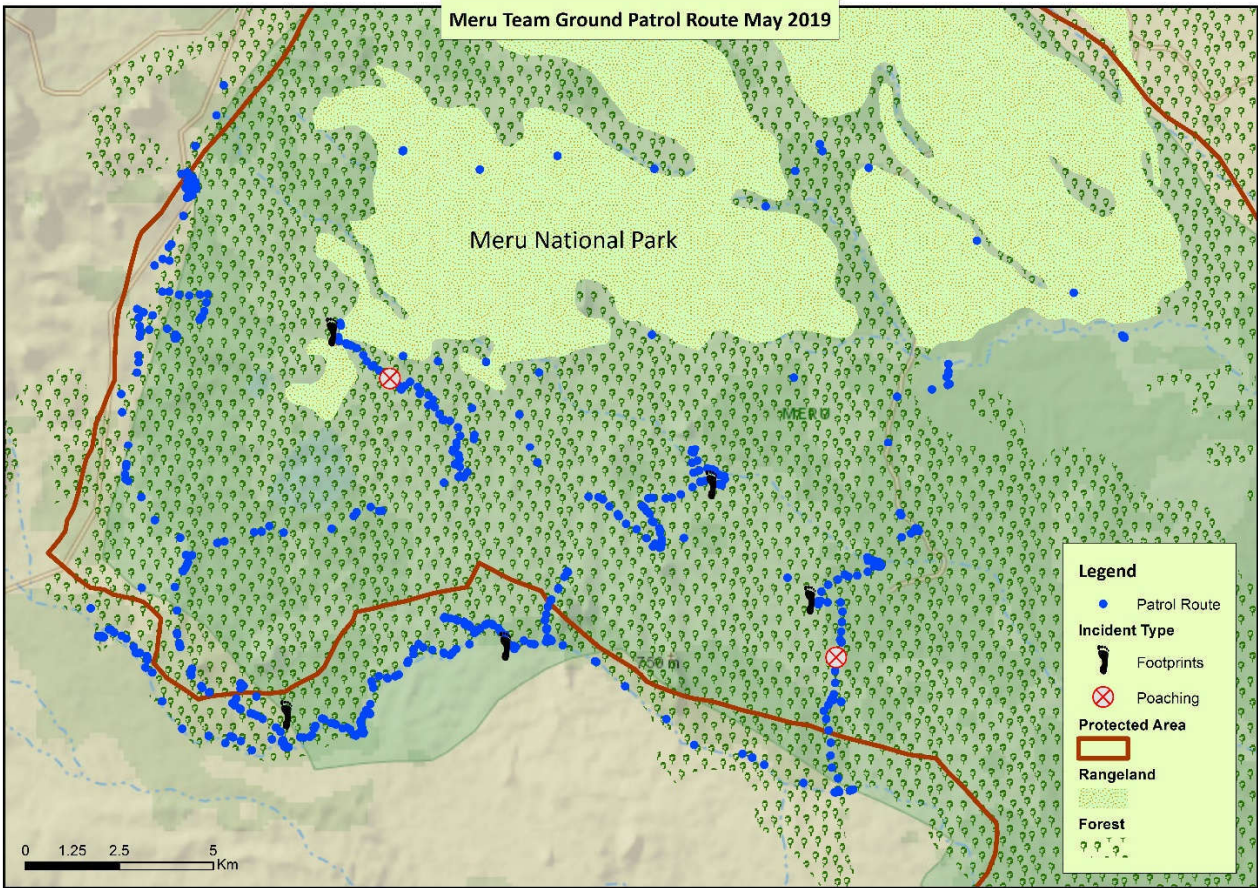 Meru Team Ground Patrol Route May 2019
Meru National Park
MERU
750 m
Legend
Patrol Route
Incident Type
Footprints
Poaching
Protected Area
Rangeland
Forest
0 1.25 2.5 5
Km